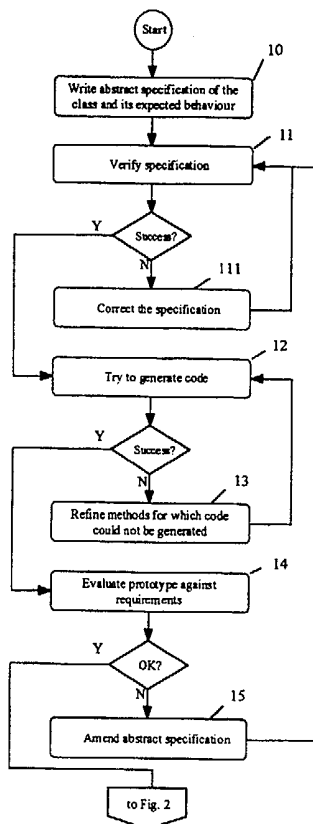 Start
10
Write abstract specification of the
class and its expected behaviour
11
Verify specification
Y
Success?
N
111
Correct the specification
12
Try to generate code
Y
Success?
N
13
Refine methods for which code
could not be generated
14
Evaluate prototype against
requirements
Y
OK?
N
15
Amend abstract specification
to Fig. 2